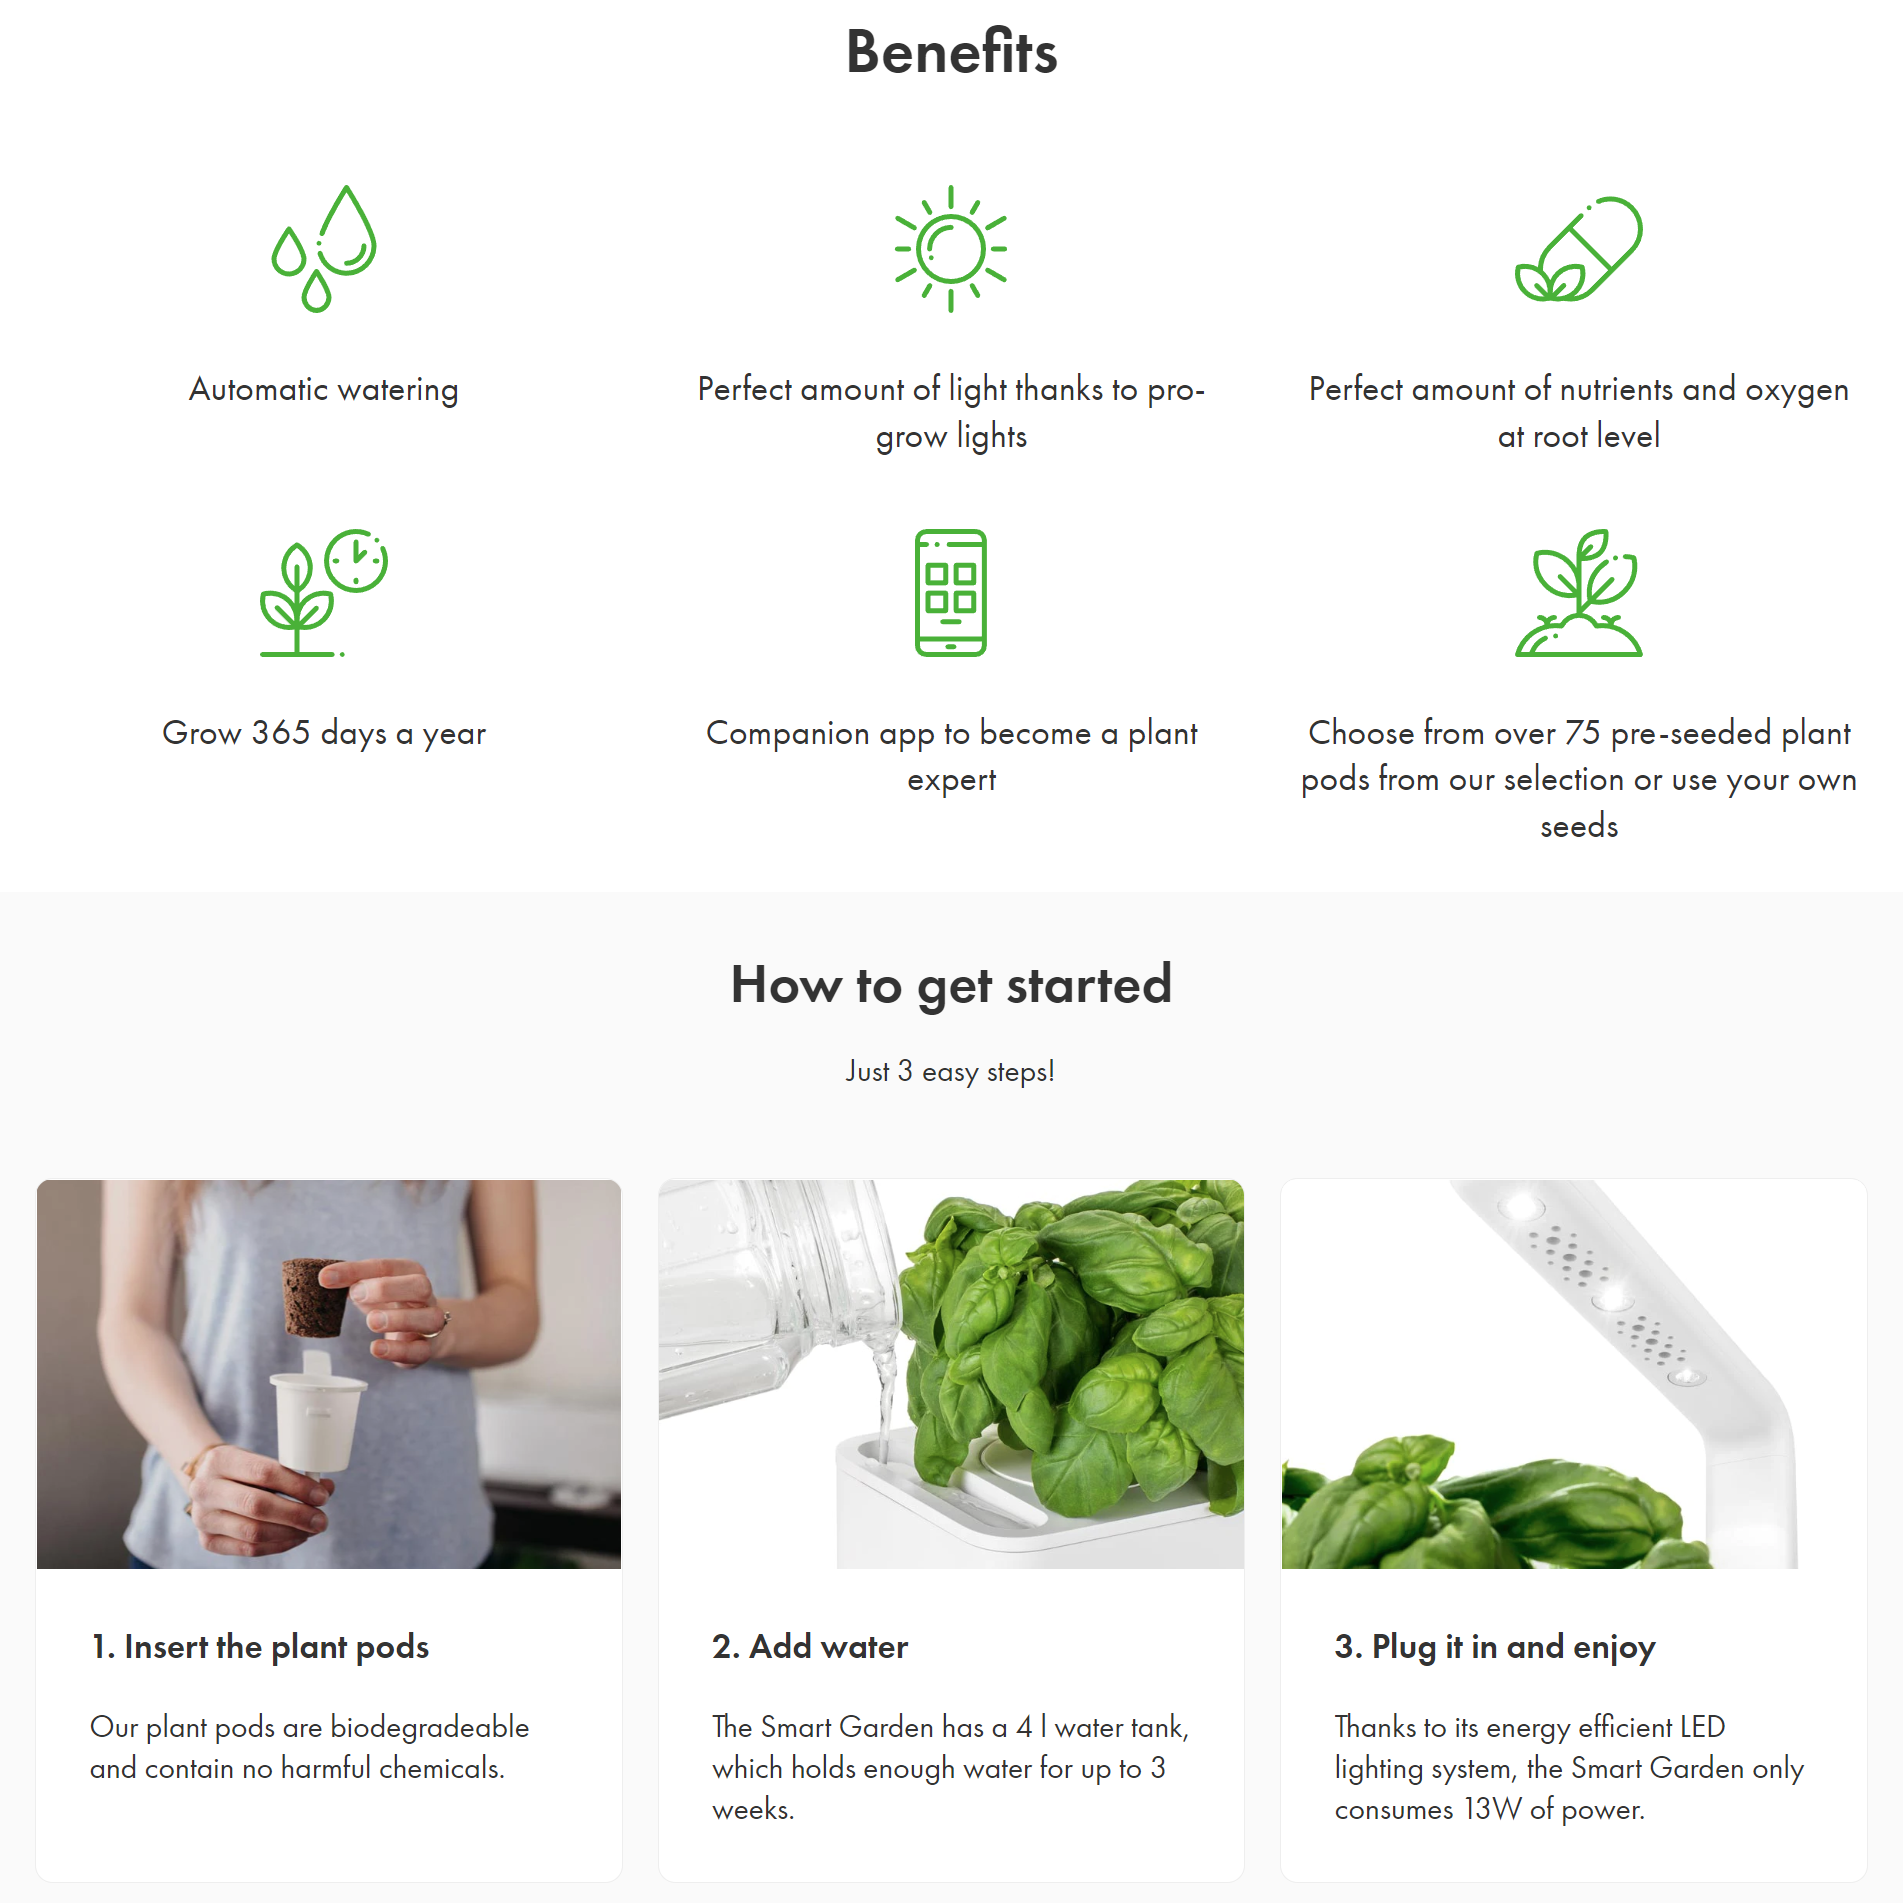 Benefits
Automatic watering
Perfect amount of light thanks to pro-
grow lights
Perfect amount of nutrients and oxygen
at root level
Grow 365 days a year
Companion app to become a plant
expert
Choose from over 75 pre-seeded plant
pods from our selection or use your own
seeds
How to get started
Just 3 easy steps!
1. Insert the plant pods
Our plant pods are biodegradeable
and contain no harmful chemicals.
2. Add water
The Smart Garden has a 4 l water tank,
which holds enough water for up to 3
weeks.
3. Plug it in and enjoy
Thanks to its energy efficient LED
lighting system, the Smart Garden only
consumes 13W of power.